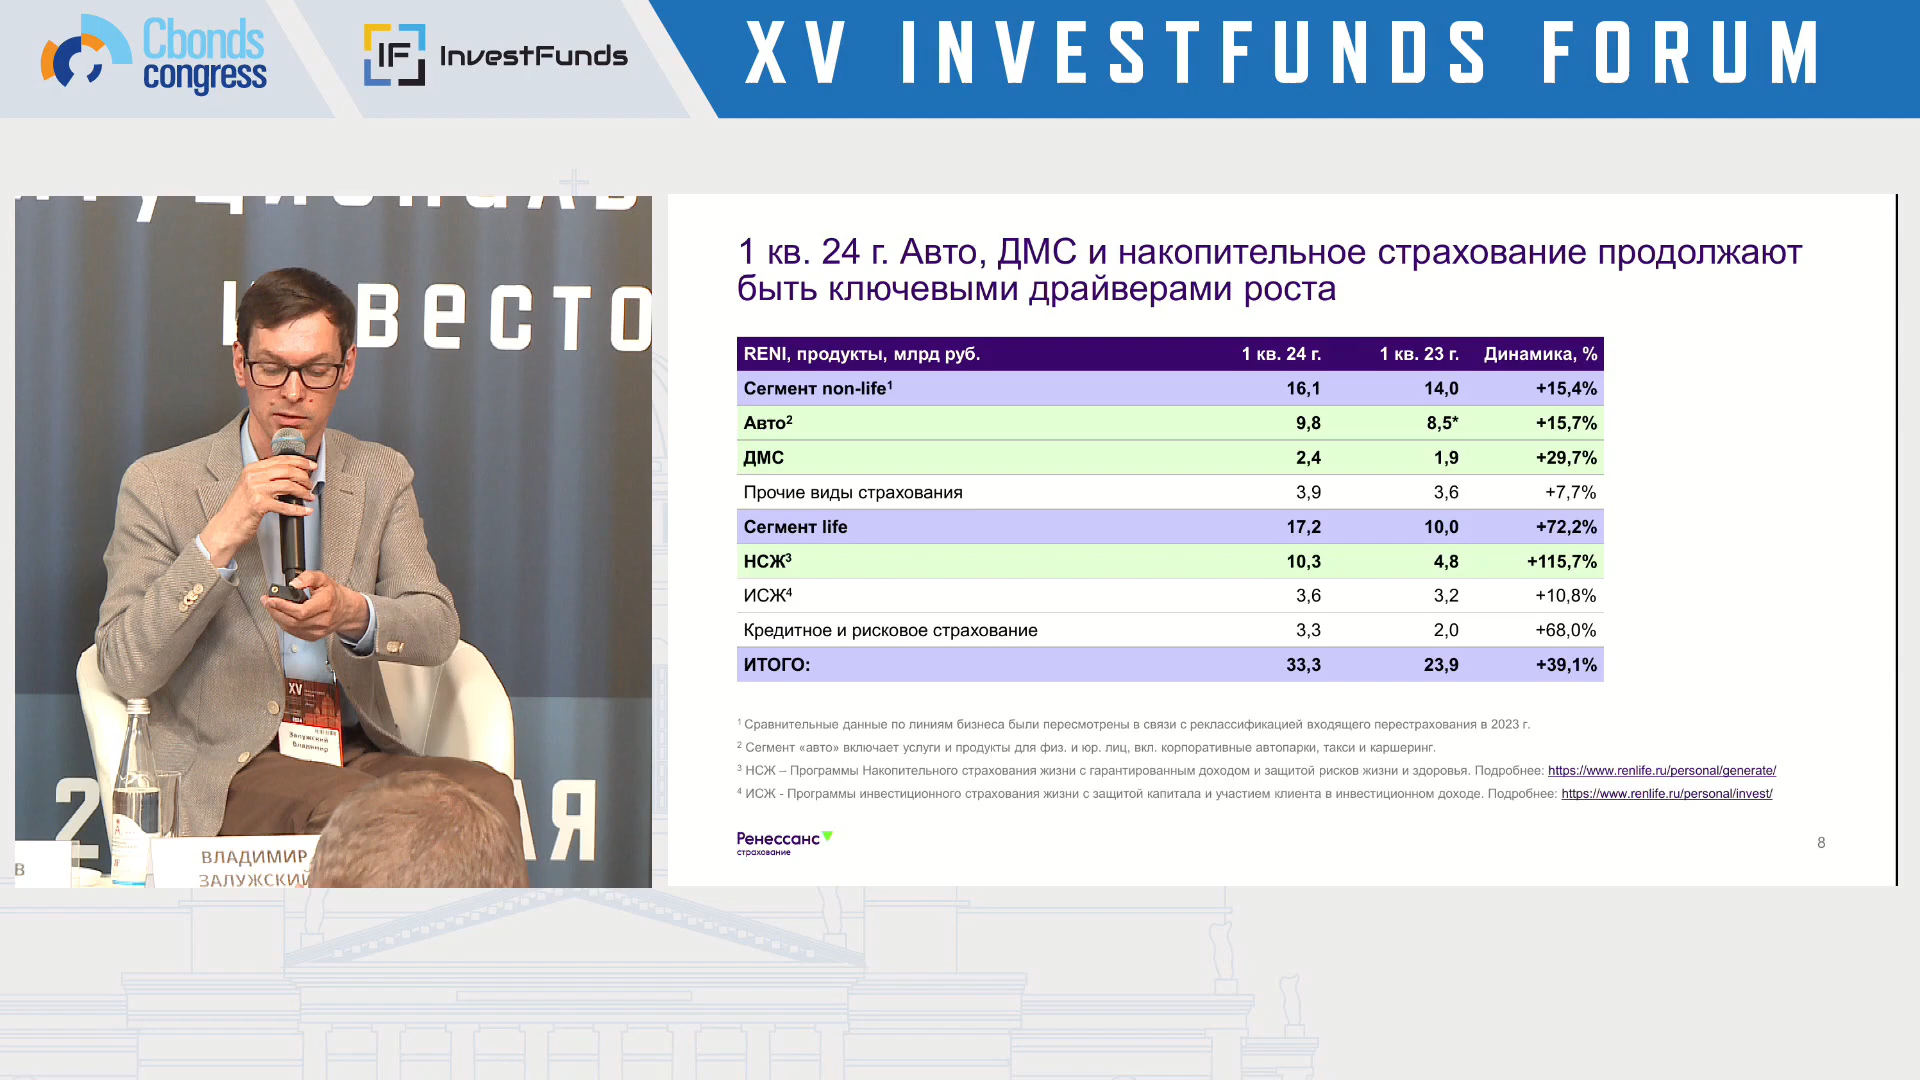 Cbonds
congress
IF InvestFunds
XV INVESTFUNDS FORUM
весто
2
АЯ
XV
Залужский
Владимир
В
ВЛАДИМИР
ЗАЛУЖСКИЙ
1 кв. 24 г. Авто, ДМС и накопительное страхование продолжают
быть ключевыми драйверами роста
RENI, продукты, млрд руб. 1 кв. 24 г. 1 кв. 23 г. Динамика, %
Сегмент non-life¹ 16,1 14,0 +15,4%
Авто² 9,8 8,5* +15,7%
ДМС 2,4 1,9 +29,7%
Прочие виды страхования 3,9 3,6 +7,7%
Сегмент life 17,2 10,0 +72,2%
НСЖ³ 10,3 4,8 +115,7%
ИСЖ⁴ 3,6 3,2 +10,8%
Кредитное и рисковое страхование 3,3 2,0 +68,0%
ИТОГО: 33,3 23,9 +39,1%
¹ Сравнительные данные по линиям бизнеса были пересмотрены в связи с реклассификацией входящего перестрахования в 2023 г.
² Сегмент «авто» включает услуги и продукты для физ. и юр. лиц, вкл. корпоративные автопарки, такси и каршеринг.
³ НСЖ – Программы Накопительного страхования жизни с гарантированным доходом и защитой рисков жизни и здоровья. Подробнее: https://www.renlife.ru/personal/generate/
⁴ ИСЖ - Программы инвестиционного страхования жизни с защитой капитала и участием клиента в инвестиционном доходе. Подробнее: https://www.renlife.ru/personal/invest/
Ренессанс
страхование
8